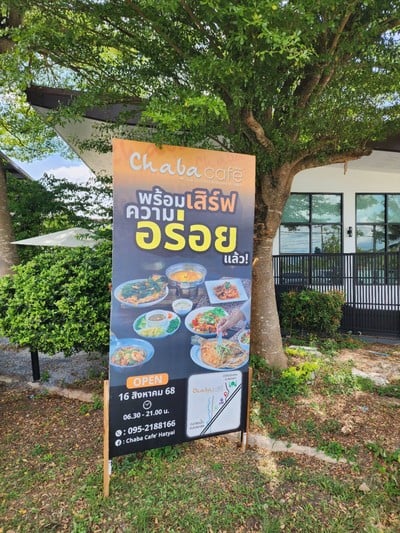 Chaba café
พร้อมเสิร์ฟ
ความ
อร่อย
แล้ว!
OPEN
16 สิงหาคม 68
06.30 - 21.00 น.
: 095-2188166
: Chaba Cafe' Hatyai